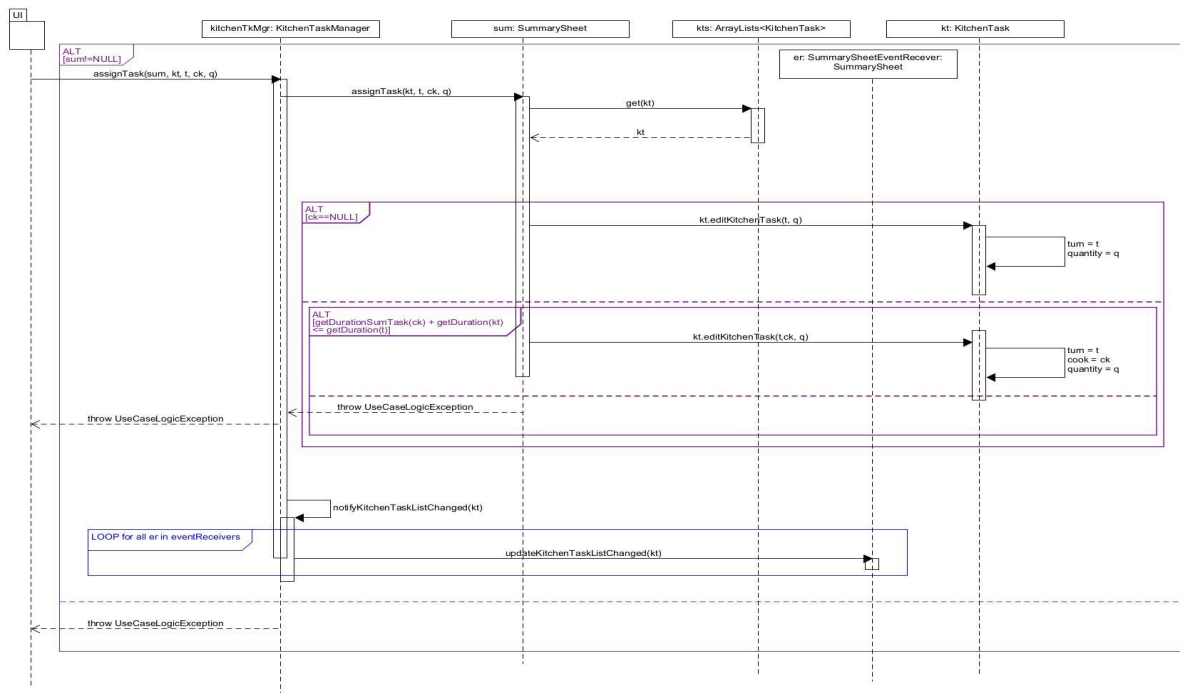 UI
kitchenTkMgr: KitchenTaskManager
sum: SummarySheet
kts: ArrayLists<KitchenTask>
kt: KitchenTask
ALT
[sum!=NULL]
er: SummarySheetEventRecever:
SummarySheet
assignTask(sum, kt, t, ck, q)
assignTask(kt, t, ck, q)
get(kt)
kt
ALT
[ck==NULL]
kt.editKitchenTask(t, q)
turn = t
quantity = q
ALT
[getDurationSumTask(ck) + getDuration(kt)
<= getDuration(t)]
kt.editKitchenTask(t,ck, q)
turn = t
cook = ck
quantity = q
throw UseCaseLogicException
throw UseCaseLogicException
notifyKitchenTaskListChanged(kt)
LOOP for all er in eventReceivers
updateKitchenTaskListChanged(kt)
throw UseCaseLogicException